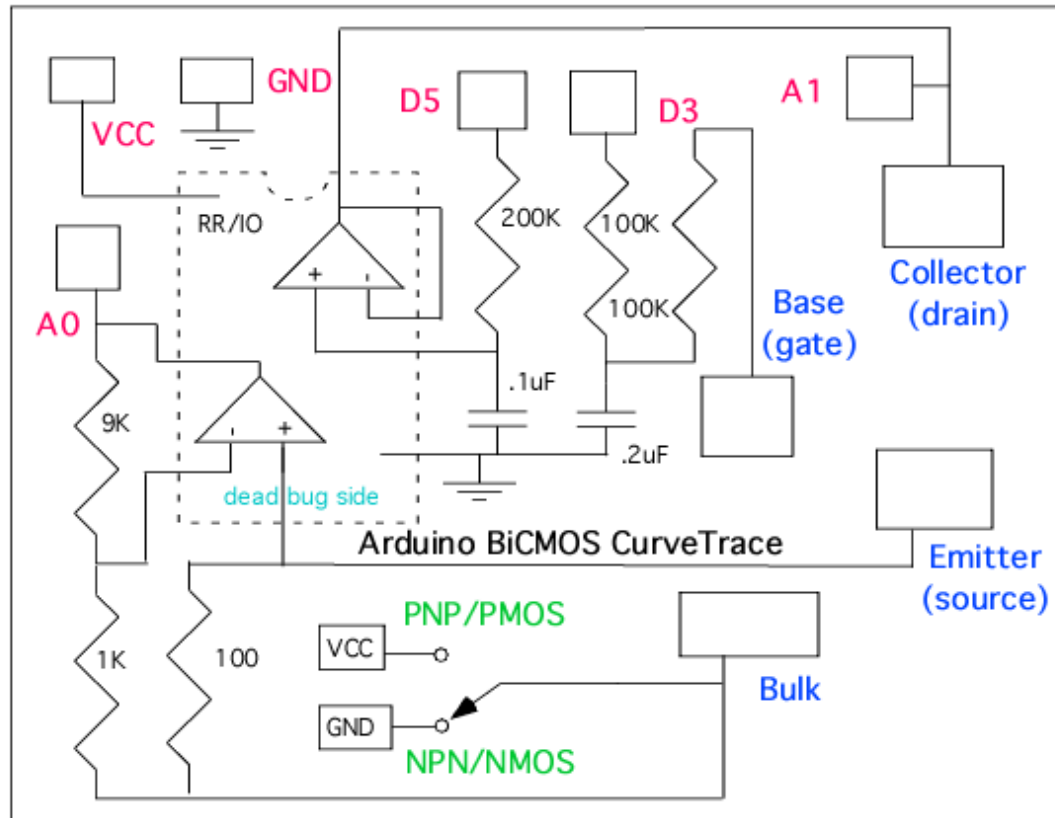 VCC
GND
D5
D3
A1
RR/IO
200K
100K
100K
Collector
(drain)
Base
(gate)
A0
+
-
9K
-
+
.1uF
.2uF
dead bug side
Arduino BiCMOS CurveTrace
Emitter
(source)
PNP/PMOS
VCC
1K
100
Bulk
GND
NPN/NMOS